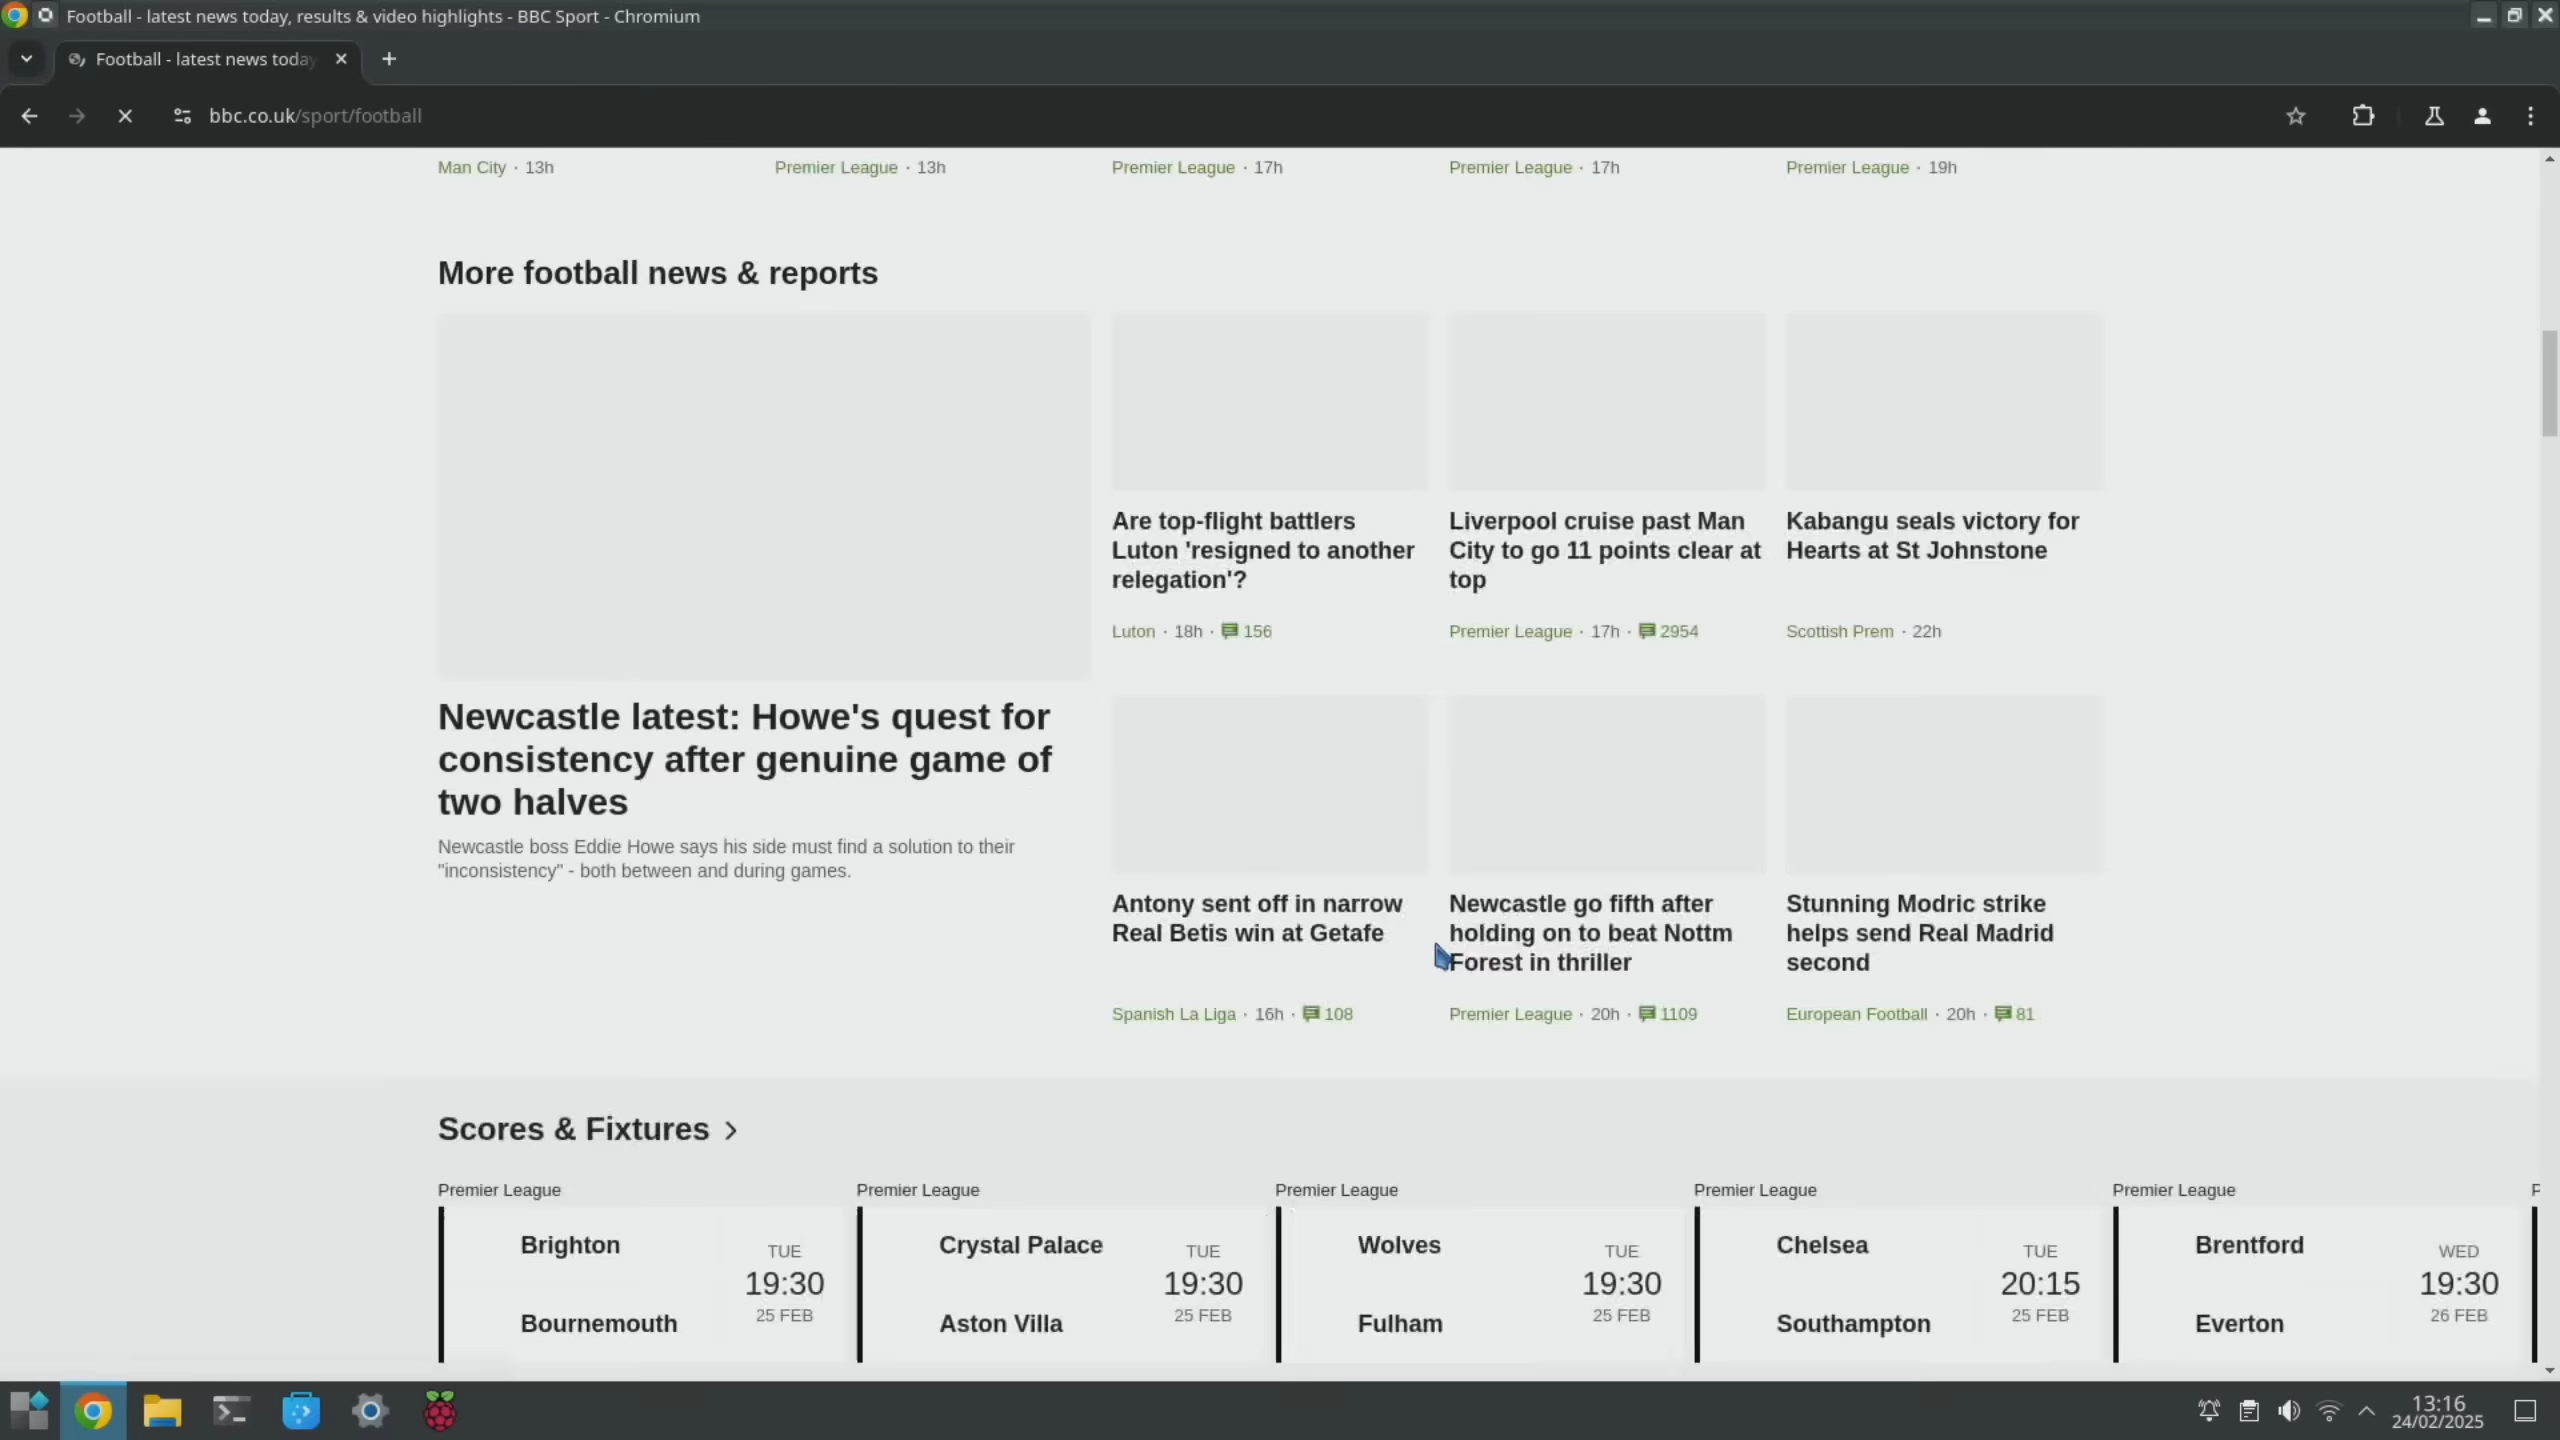 Football - latest news today, results & video highlights - BBC Sport - Chromium
Football - latest news today
bbc.co.uk/sport/football
Man City · 13h
Premier League · 13h
Premier League · 17h
Premier League · 17h
Premier League · 19h
More football news & reports
Newcastle latest: Howe's quest for
consistency after genuine game of
two halves
Newcastle boss Eddie Howe says his side must find a solution to their
"inconsistency" - both between and during games.
Are top-flight battlers
Luton 'resigned to another
relegation'?
Luton · 18h · 156
Liverpool cruise past Man
City to go 11 points clear at
top
Premier League · 17h · 2954
Kabangu seals victory for
Hearts at St Johnstone
Scottish Prem · 22h
Antony sent off in narrow
Real Betis win at Getafe
Spanish La Liga · 16h · 108
Newcastle go fifth after
holding on to beat Nottm
Forest in thriller
Premier League · 20h · 1109
Stunning Modric strike
helps send Real Madrid
second
European Football · 20h · 81
Scores & Fixtures
Premier League
Brighton
Bournemouth
TUE
19:30
25 FEB
Premier League
Crystal Palace
Aston Villa
TUE
19:30
25 FEB
Premier League
Wolves
Fulham
TUE
19:30
25 FEB
Premier League
Chelsea
Southampton
TUE
20:15
25 FEB
Premier League
Brentford
Everton
WED
19:30
26 FEB
P
13:16
24/02/2025